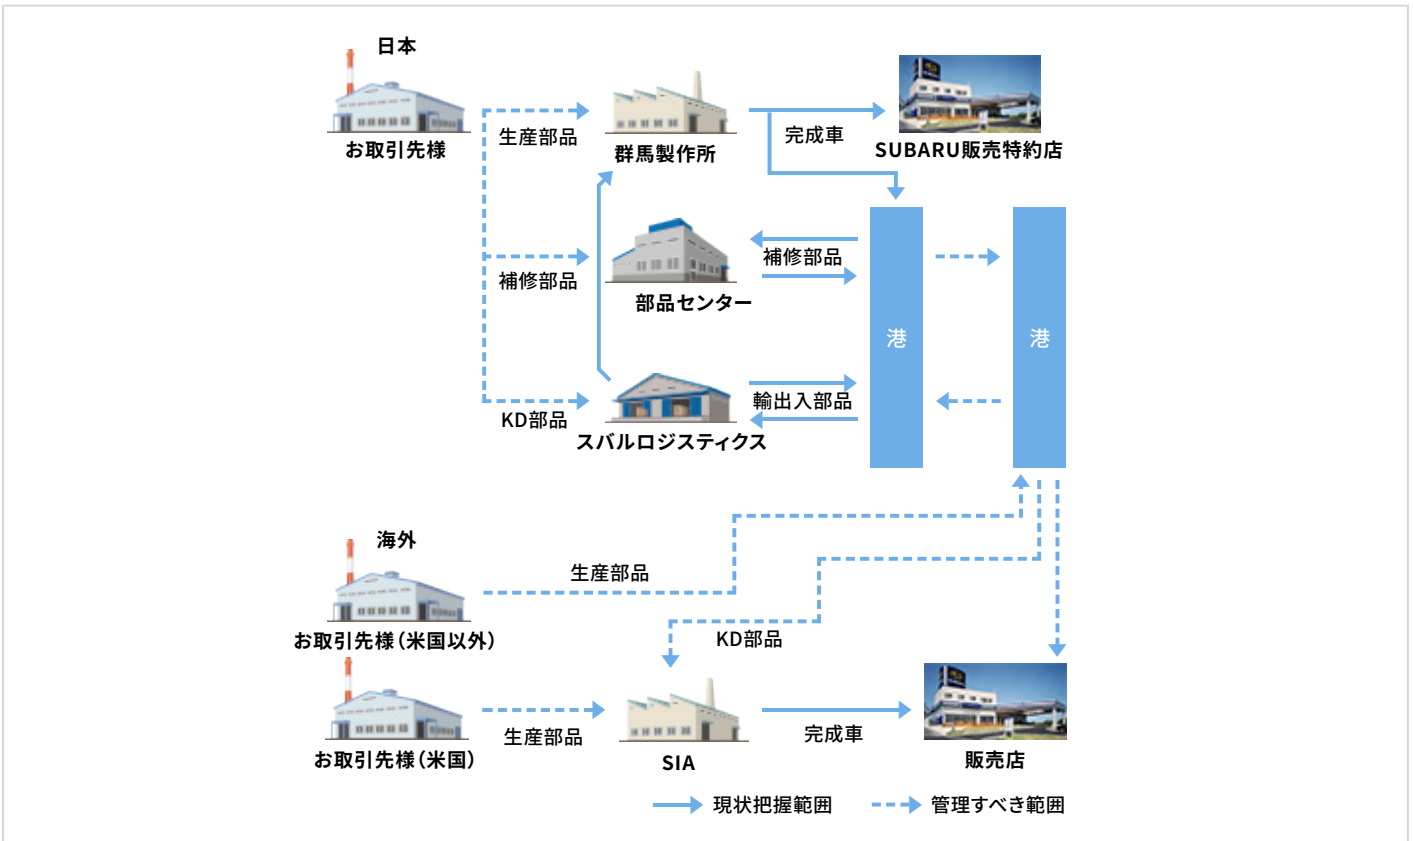 日本
お取引先様
生産部品
群馬製作所
完成車
SUBARU販売特約店
補修部品
部品センター
補修部品
港
港
KD部品
スバルロジスティクス
輸出入部品
海外
生産部品
お取引先様（米国以外）
KD部品
お取引先様（米国）
生産部品
SIA
完成車
販売店
現状把握範囲
管理すべき範囲